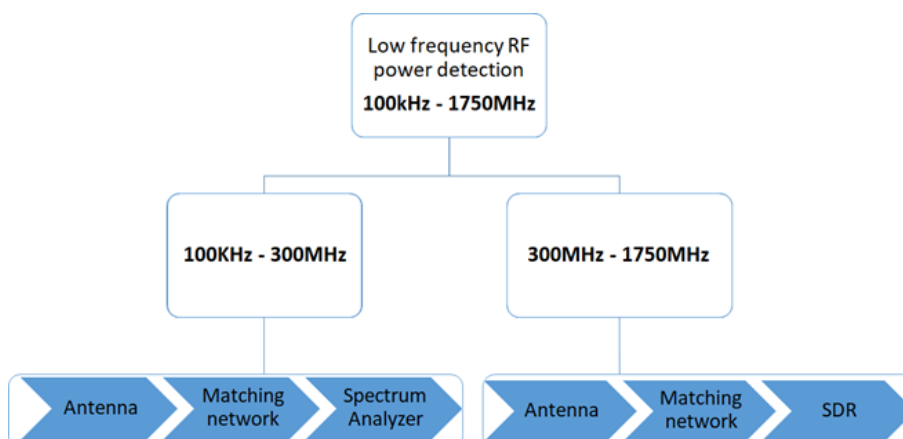 Low frequency RF
power detection
100kHz - 1750MHz
100KHz - 300MHz
300MHz - 1750MHz
Antenna
Matching
network
Spectrum
Analyzer
Antenna
Matching
network
SDR